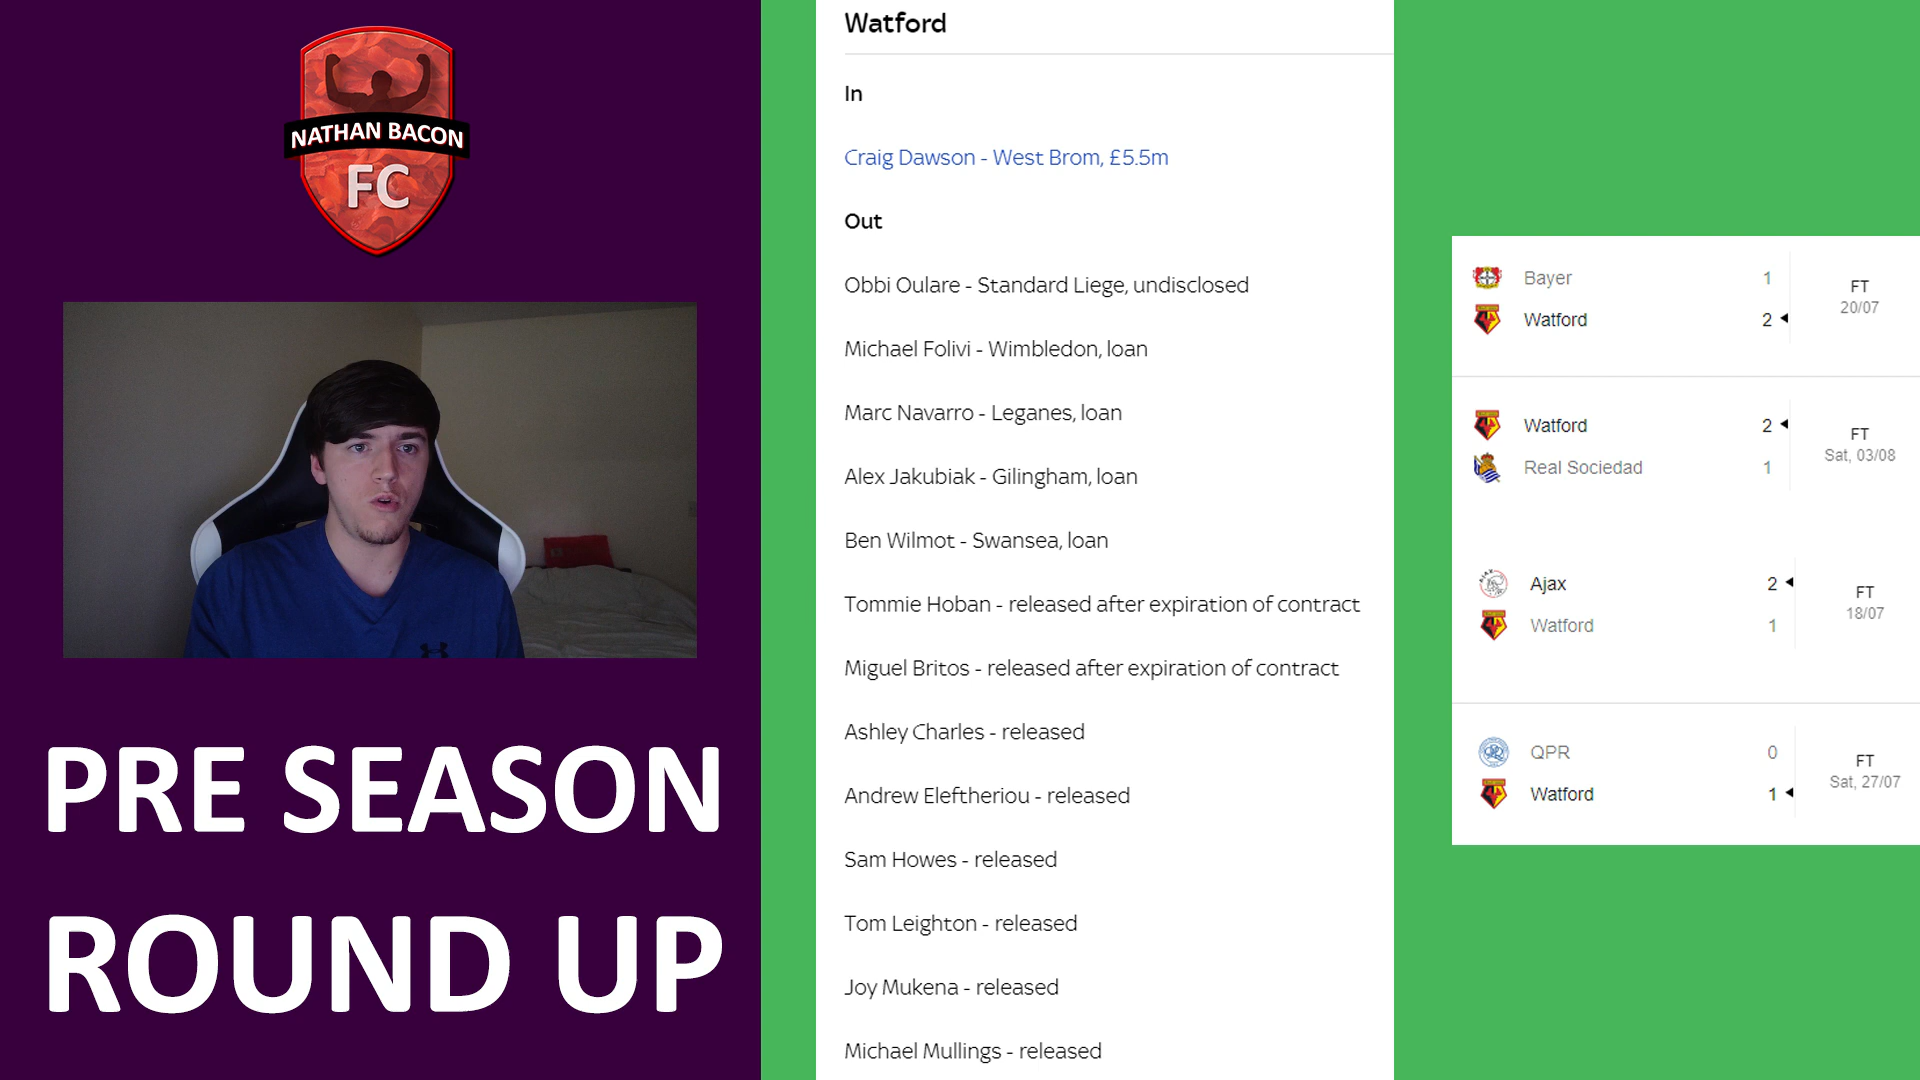 NATHAN BACON
FC
PRE SEASON
ROUND UP
Watford
In
Craig Dawson - West Brom, £5.5m
Out
Obbi Oulare - Standard Liege, undisclosed
Michael Folivi - Wimbledon, loan
Marc Navarro - Leganes, loan
Alex Jakubiak - Gilingham, loan
Ben Wilmot - Swansea, loan
Tommie Hoban - released after expiration of contract
Miguel Britos - released after expiration of contract
Ashley Charles - released
Andrew Eleftheriou - released
Sam Howes - released
Tom Leighton - released
Joy Mukena - released
Michael Mullings - released
Bayer 1
Watford 2
FT
20/07
Watford 2
Real Sociedad 1
FT
Sat, 03/08
Ajax 2
Watford 1
FT
18/07
QPR 0
Watford 1
FT
Sat, 27/07